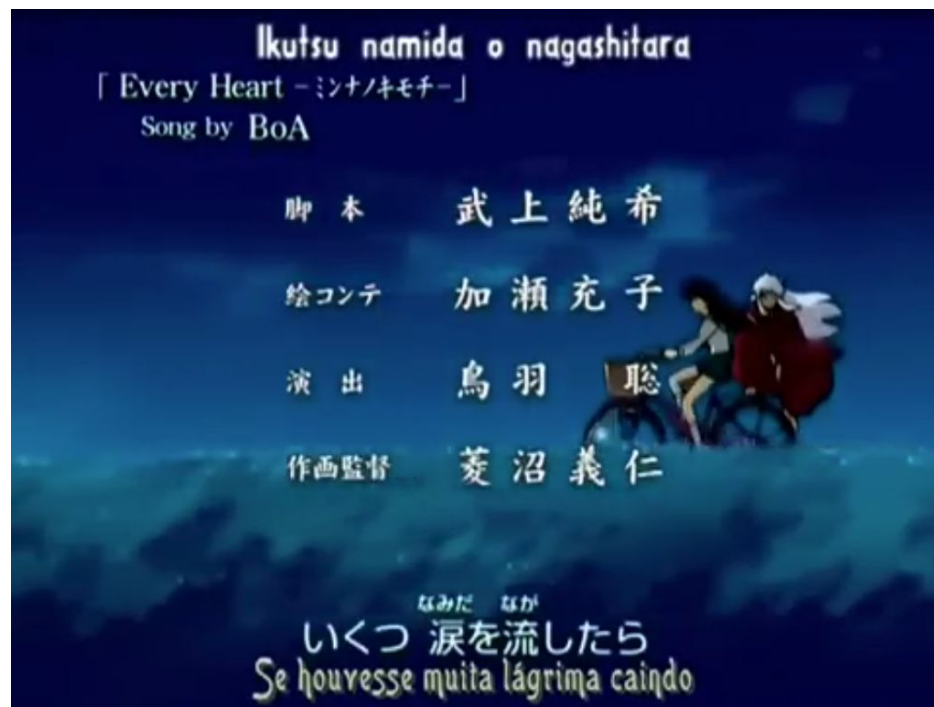 Ikutsu namida o nagashitara
「Every Heart －ミンナノキモチ－」
Song by BoA
脚本 武上純希
絵コンテ 加瀬充子
演出 鳥羽 聡
作画監督 菱沼義仁
なみだ なが
いくつ 涙を流したら
Se houvesse muita lágrima caindo